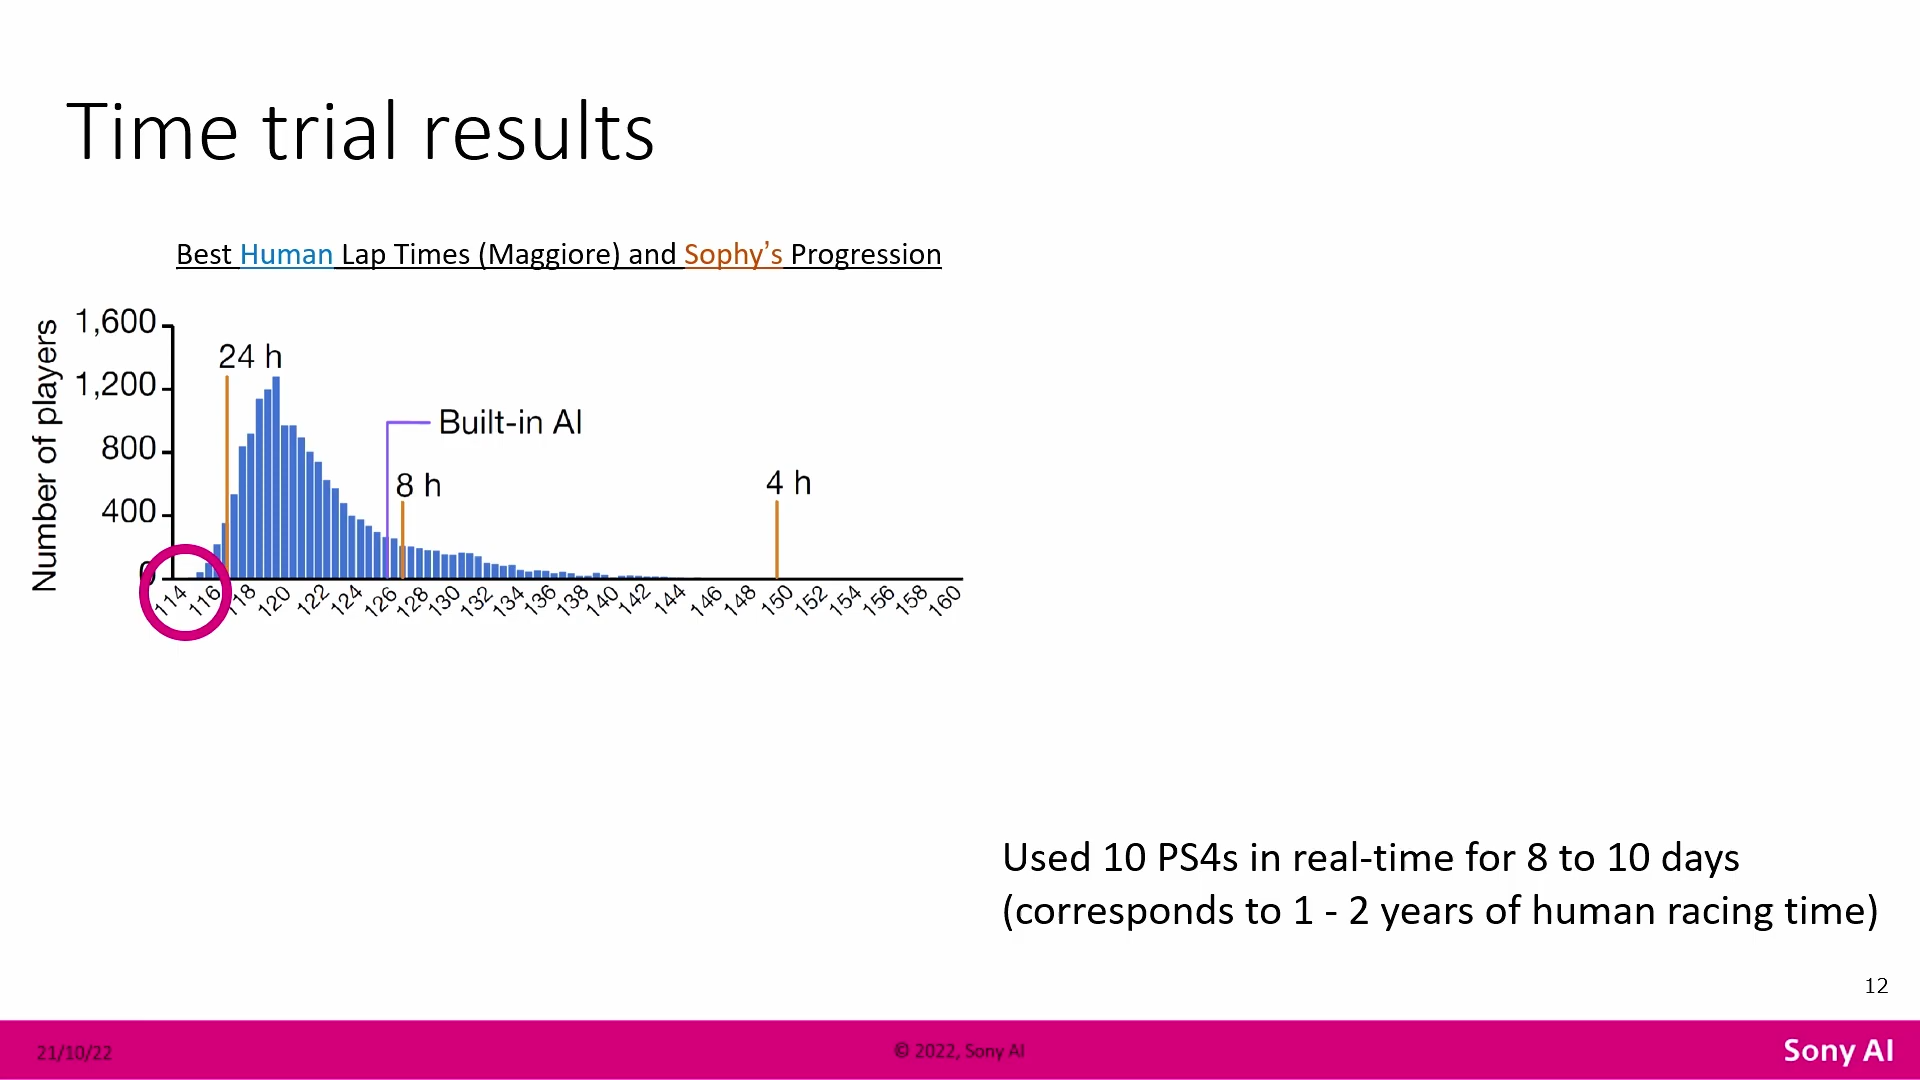 Time trial results
Best Human Lap Times (Maggiore) and Sophy's Progression
Number of players
1,600
1,200
800
400
0
24 h
Built-in AI
8 h
4 h
114 116 118 120 122 124 126 128 130 132 134 136 138 140 142 144 146 148 150 152 154 156 158 160
Used 10 PS4s in real-time for 8 to 10 days
(corresponds to 1 - 2 years of human racing time)
12
21/10/22
© 2022, Sony AI
Sony AI